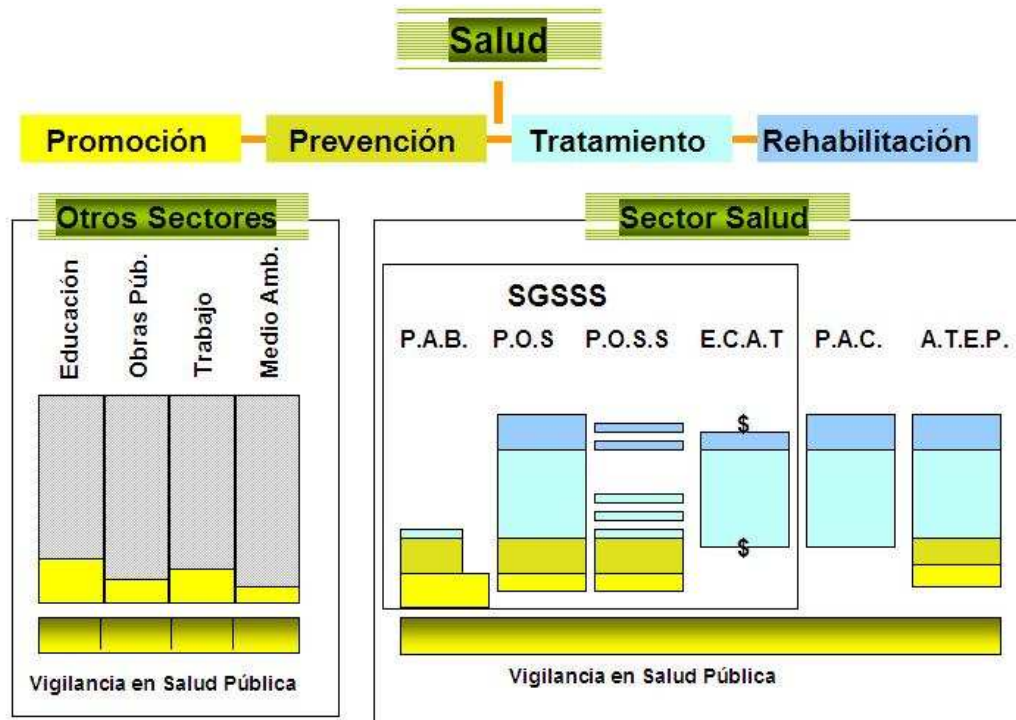 Salud
Promoción Prevención Tratamiento Rehabilitación
Otros Sectores
Educación
Obras Púb.
Trabajo
Medio Amb.
Vigilancia en Salud Pública
Sector Salud
SGSSS
P.A.B. P.O.S P.O.S.S E.C.A.T P.A.C. A.T.E.P.
$
$
Vigilancia en Salud Pública